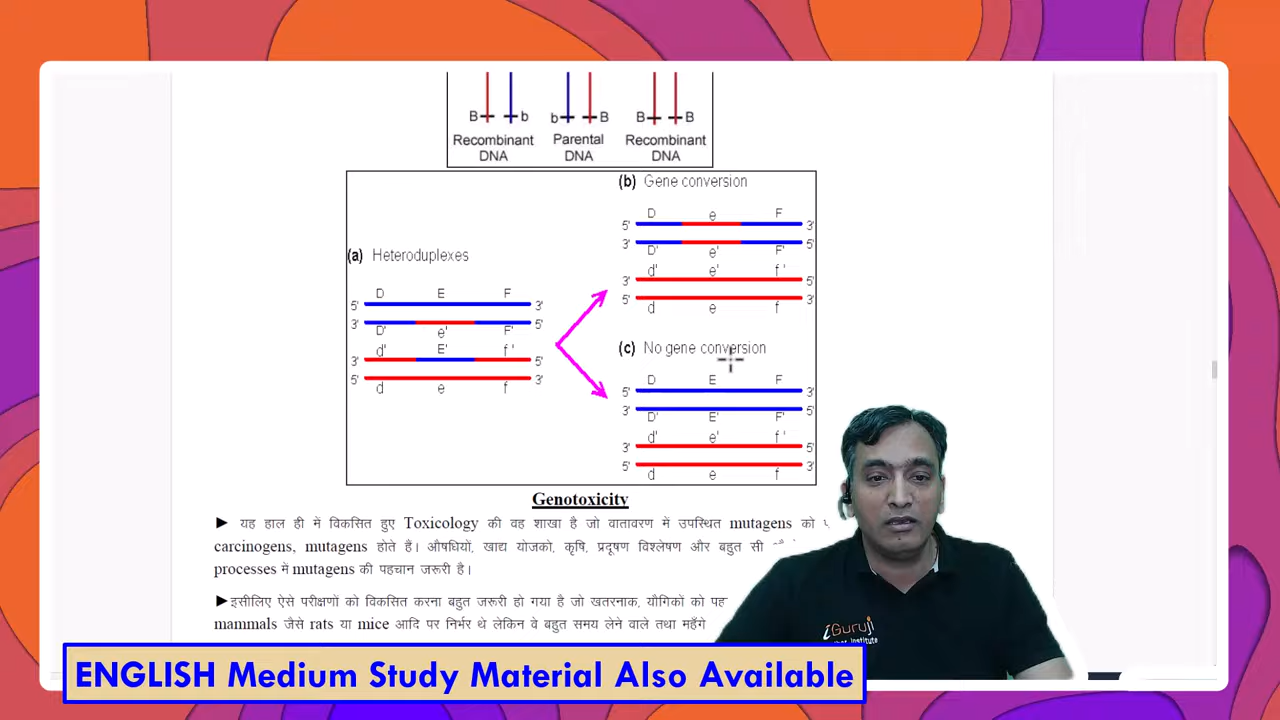 B b b B B B
Recombinant DNA
Parental DNA
Recombinant DNA
(a) Heteroduplexes
D E F
5' 3'
3' 5'
D' e' F'
d' E' f'
3' 5'
5' 3'
d e f
(b) Gene conversion
D e F
5' 3'
3' 5'
D' e' F'
d' e' f'
3' 5'
5' 3'
d e f
(c) No gene conversion
D E F
5' 3'
3' 5'
D' E' F'
d' e' f'
3' 5'
5' 3'
d e f
Genotoxicity
► यह हाल ही में विकसित हुए Toxicology की वह शाखा है जो वातावरण में उपस्थित mutagens को
carcinogens, mutagens होते हैं। औषधियों, खाद्य योजको, कृषि, प्रदूषण विश्लेषण और बहुत सी
processes में mutagens की पहचान जरूरी है।
►इसीलिए ऐसे परीक्षणों को विकसित करना बहुत जरूरी हो गया है जो खतरनाक, यौगिकों को
mammals जैसे rats या mice आदि पर निर्भर थे लेकिन वे बहुत समय लेने वाले तथा महँगे
iGuruji
Institute
ENGLISH Medium Study Material Also Available